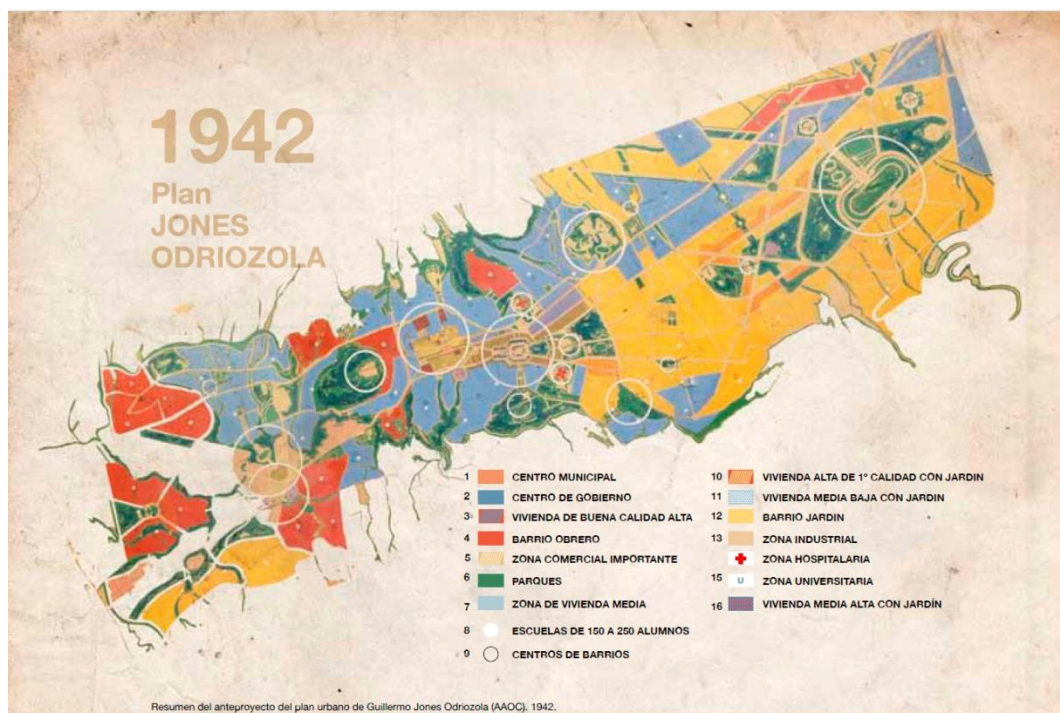 1942
Plan
JONES
ODRIOZOLA
1 CENTRO MUNICIPAL
2 CENTRO DE GOBIERNO
3 VIVIENDA DE BUENA CALIDAD ALTA
4 BARRIO OBRERO
5 ZONA COMERCIAL IMPORTANTE
6 PARQUES
7 ZONA DE VIVIENDA MEDIA
8 ESCUELAS DE 150 A 250 ALUMNOS
9 CENTROS DE BARRIOS
10 VIVIENDA ALTA DE 1º CALIDAD CON JARDIN
11 VIVIENDA MEDIA BAJA CON JARDIN
12 BARRIO JARDIN
13 ZONA INDUSTRIAL
ZONA HOSPITALARIA
15 U ZONA UNIVERSITARIA
16 VIVIENDA MEDIA ALTA CON JARDÍN
Resumen del anteproyecto del plan urbano de Guillermo Jones Odriozola (AAOC). 1942.